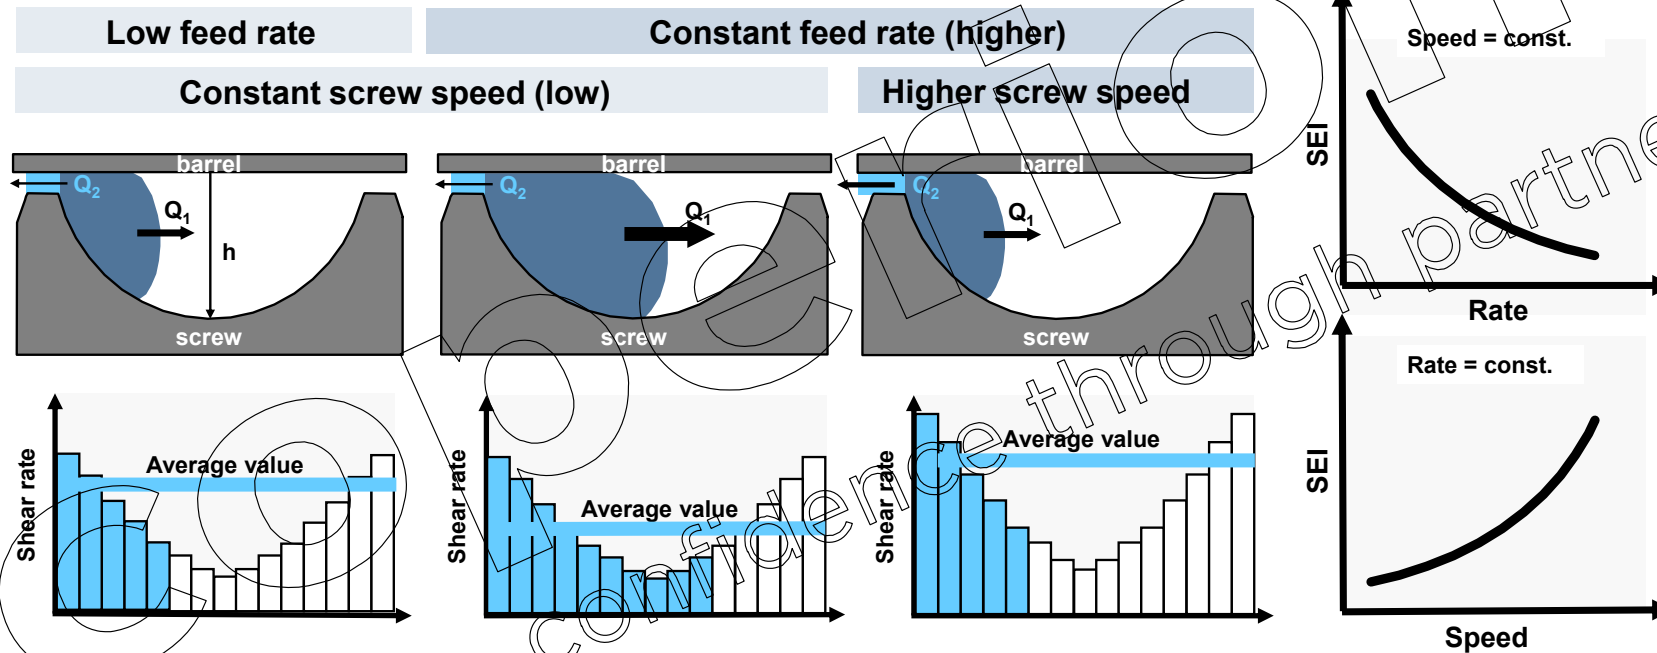 Low feed rate
Constant feed rate (higher)
Constant screw speed (low)
Higher screw speed
barrel
Q2
Q1
h
screw
barrel
Q2
Q1
screw
barrel
Q2
Q1
screw
Shear rate
Average value
Shear rate
Average value
Shear rate
Average value
Speed = const.
SEI
Rate
Rate = const.
SEI
Speed
confidence through partne